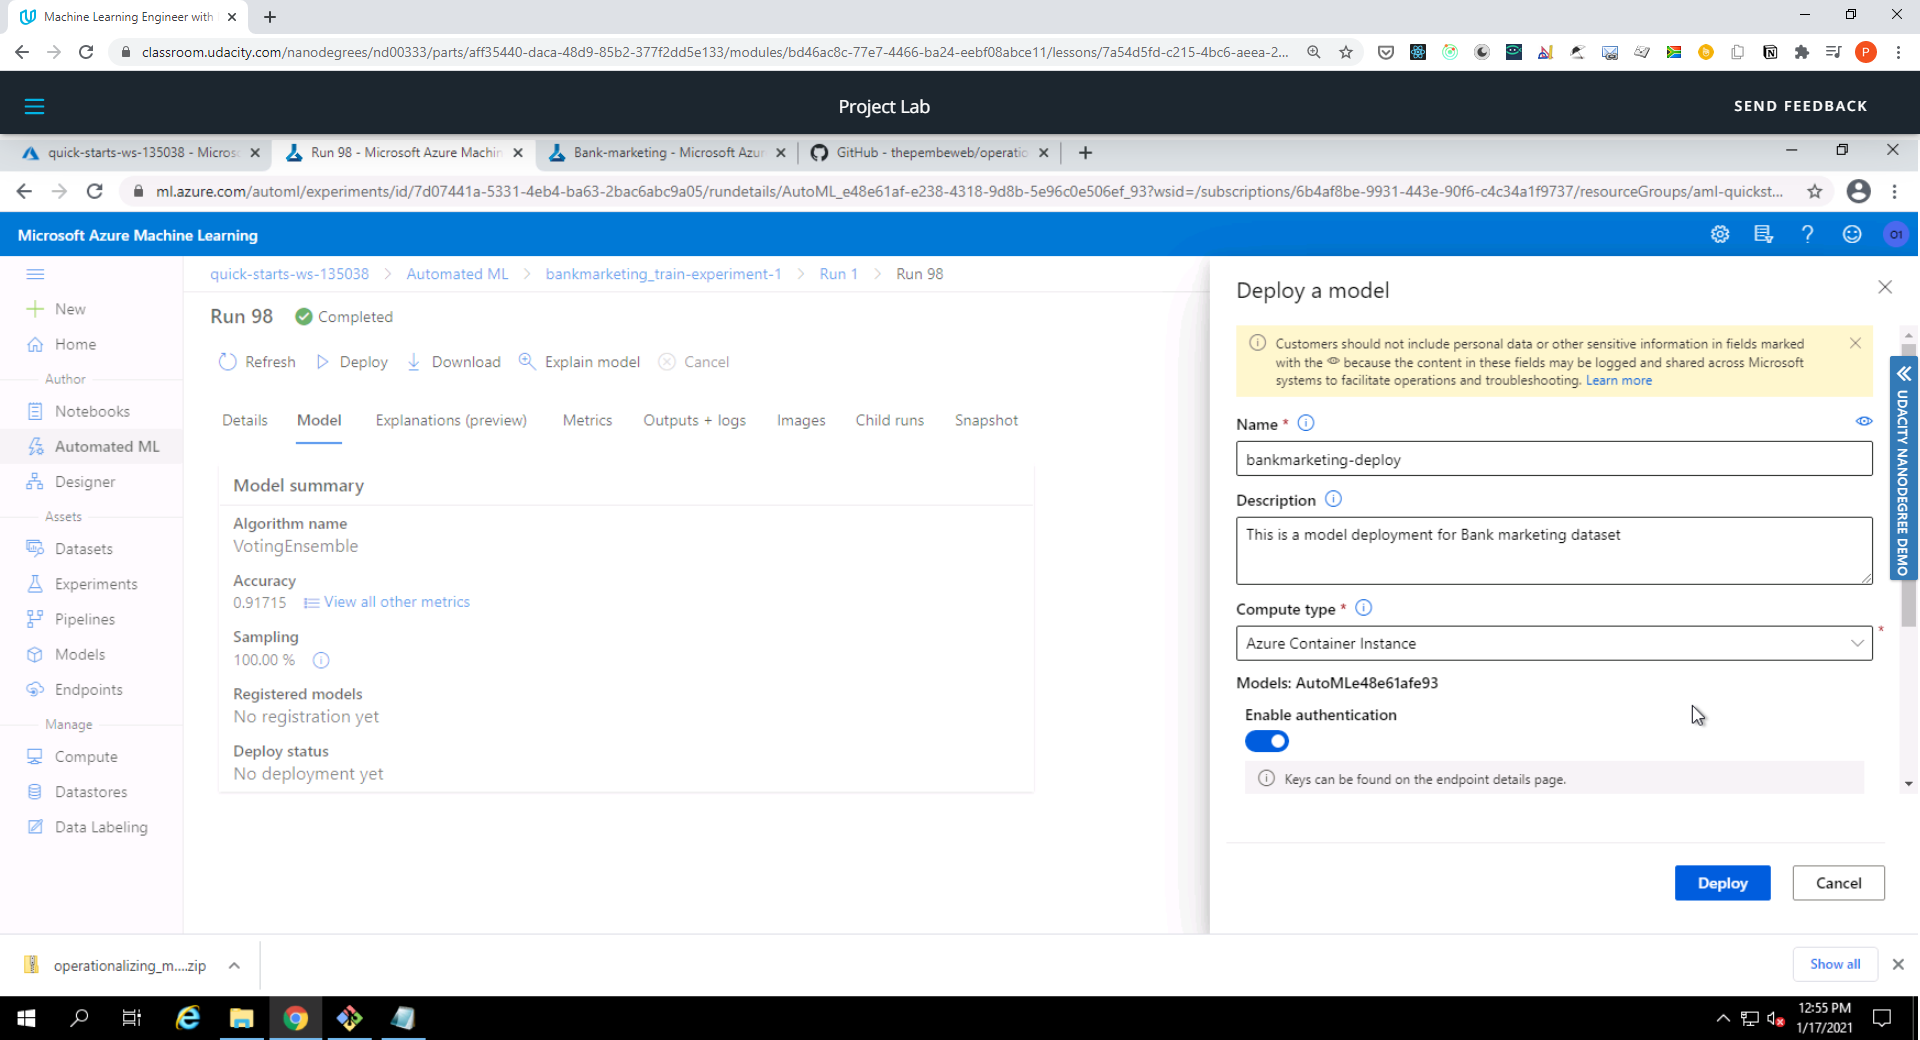 Machine Learning Engineer with
classroom.udacity.com/nanodegrees/nd00333/parts/aff35440-daca-48d9-85b2-377f2dd5e133/modules/bd46ac8c-77e7-4466-ba24-eebf08abce11/lessons/7a54d5fd-c215-4bc6-aeea-2...
P
Project Lab
SEND FEEDBACK
quick-starts-ws-135038 - Micros
Run 98 - Microsoft Azure Machin
Bank-marketing - Microsoft Azur
GitHub - thepembeweb/operatio
ml.azure.com/automl/experiments/id/7d07441a-5331-4eb4-ba63-2bac6abc9a05/rundetails/AutoML_e48e61af-e238-4318-9d8b-5e96c0e506ef_93?wsid=/subscriptions/6b4af8be-9931-443e-90f6-c4c34a1f9737/resourceGroups/aml-quickst...
Microsoft Azure Machine Learning
O1
New
Home
Author
Notebooks
Automated ML
Designer
Assets
Datasets
Experiments
Pipelines
Models
Endpoints
Manage
Compute
Datastores
Data Labeling
quick-starts-ws-135038 > Automated ML > bankmarketing_train-experiment-1 > Run 1 > Run 98
Run 98 Completed
Refresh Deploy Download Explain model Cancel
Details Model Explanations (preview) Metrics Outputs + logs Images Child runs Snapshot
Model summary
Algorithm name
VotingEnsemble
Accuracy
0.91715 View all other metrics
Sampling
100.00 %
Registered models
No registration yet
Deploy status
No deployment yet
Deploy a model
Customers should not include personal data or other sensitive information in fields marked
with the because the content in these fields may be logged and shared across Microsoft
systems to facilitate operations and troubleshooting. Learn more
Name *
bankmarketing-deploy
Description
This is a model deployment for Bank marketing dataset
Compute type *
Azure Container Instance
*
Models: AutoMLe48e61afe93
Enable authentication
Keys can be found on the endpoint details page.
Deploy Cancel
UDACITY NANODEGREE DEMO
operationalizing_m....zip
Show all
12:55 PM
1/17/2021